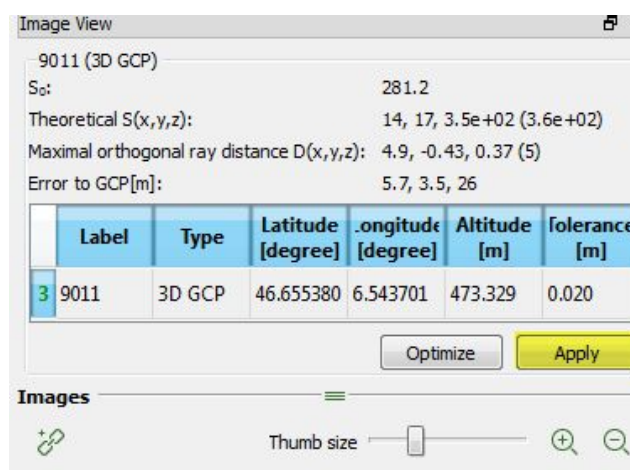 Image View
9011 (3D GCP)
S₀: 281.2
Theoretical S(x,y,z): 14, 17, 3.5e+02 (3.6e+02)
Maximal orthogonal ray distance D(x,y,z): 4.9, -0.43, 0.37 (5)
Error to GCP[m]: 5.7, 3.5, 26
Label Type Latitude [degree] .ongitude [degree] Altitude [m] Tolerance [m]
3 9011 3D GCP 46.655380 6.543701 473.329 0.020
Optimize Apply
Images
Thumb size